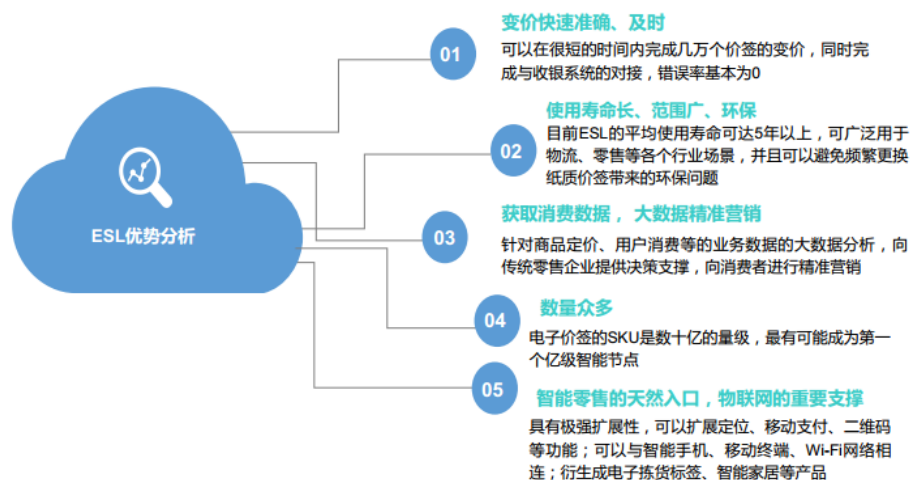 ESL优势分析
01
变价快速准确、及时
可以在很短的时间内完成几万个价签的变价，同时完
成与收银系统的对接，错误率基本为0
02
使用寿命长、范围广、环保
目前ESL的平均使用寿命可达5年以上，可广泛用于
物流、零售等各个行业场景，并且可以避免频繁更换
纸质价签带来的环保问题
03
获取消费数据， 大数据精准营销
针对商品定价、用户消费等的业务数据的大数据分析，向
传统零售企业提供决策支撑，向消费者进行精准营销
04
数量众多
电子价签的SKU是数十亿的量级，最有可能成为第一
个亿级智能节点
05
智能零售的天然入口，物联网的重要支撑
具有极强扩展性，可以扩展定位、移动支付、二维码
等功能；可以与智能手机、移动终端、Wi-Fi网络相
连；衍生成电子拣货标签、智能家居等产品